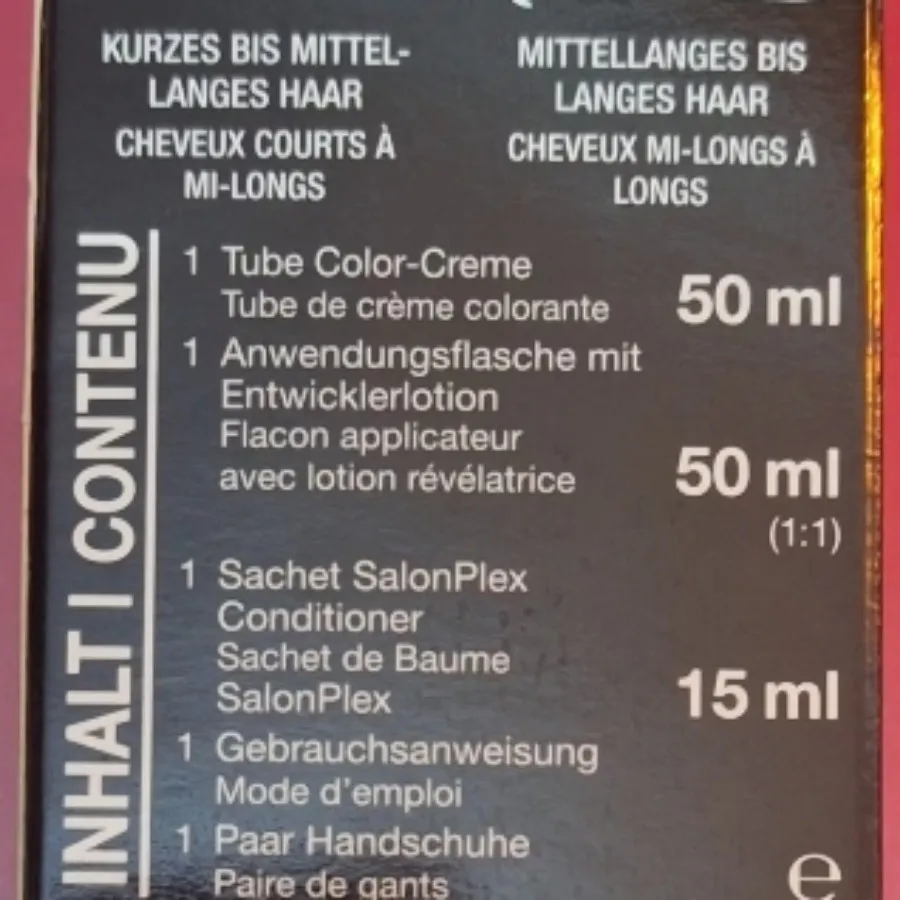 KURZES BIS MITTEL-
LANGES HAAR
CHEVEUX COURTS À
MI-LONGS
MITTELLANGES BIS
LANGES HAAR
CHEVEUX MI-LONGS À
LONGS
INHALT | CONTENU
1 Tube Color-Creme
Tube de crème colorante 50 ml
1 Anwendungsflasche mit
Entwicklerlotion
Flacon applicateur
avec lotion révélatrice 50 ml
(1:1)
1 Sachet SalonPlex
Conditioner
Sachet de Baume
SalonPlex 15 ml
1 Gebrauchsanweisung
Mode d'emploi
1 Paar Handschuhe
Paire de gants
℮